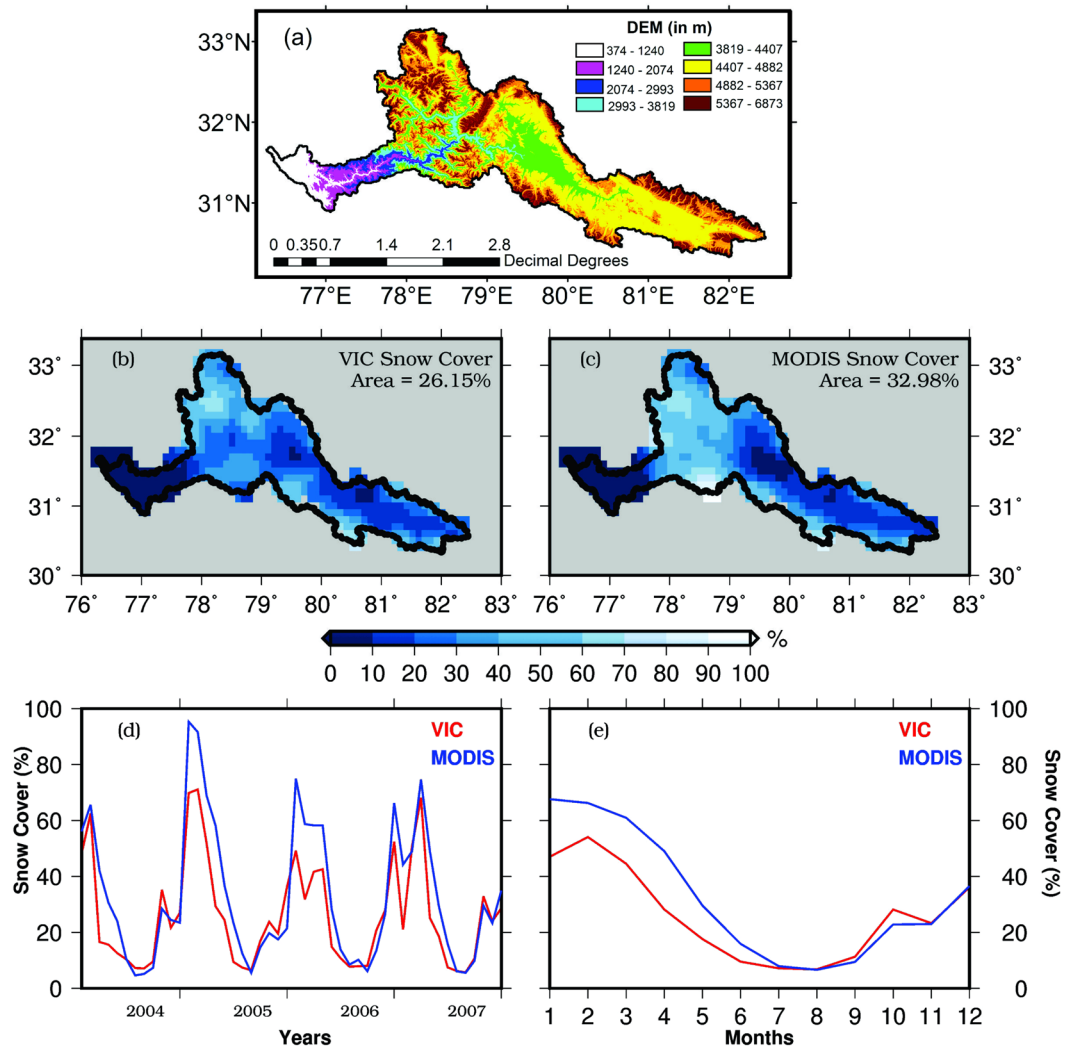 (a)
DEM (in m)
374 - 1240
1240 - 2074
2074 - 2993
2993 - 3819
3819 - 4407
4407 - 4882
4882 - 5367
5367 - 6873
33°N
32°N
31°N
0 0.350.7 1.4 2.1 2.8
Decimal Degrees
77°E 78°E 79°E 80°E 81°E 82°E
(b)
VIC Snow Cover
Area = 26.15%
33˚
32˚
31˚
30˚
76˚ 77˚ 78˚ 79˚ 80˚ 81˚ 82˚ 83˚
(c)
MODIS Snow Cover
Area = 32.98%
33˚
32˚
31˚
30˚
76˚ 77˚ 78˚ 79˚ 80˚ 81˚ 82˚ 83˚
%
0 10 20 30 40 50 60 70 80 90 100
(d)
VIC
MODIS
Snow Cover (%)
100
80
60
40
20
0
2004 2005 2006 2007
Years
(e)
VIC
MODIS
Snow Cover (%)
100
80
60
40
20
0
1 2 3 4 5 6 7 8 9 10 11 12
Months